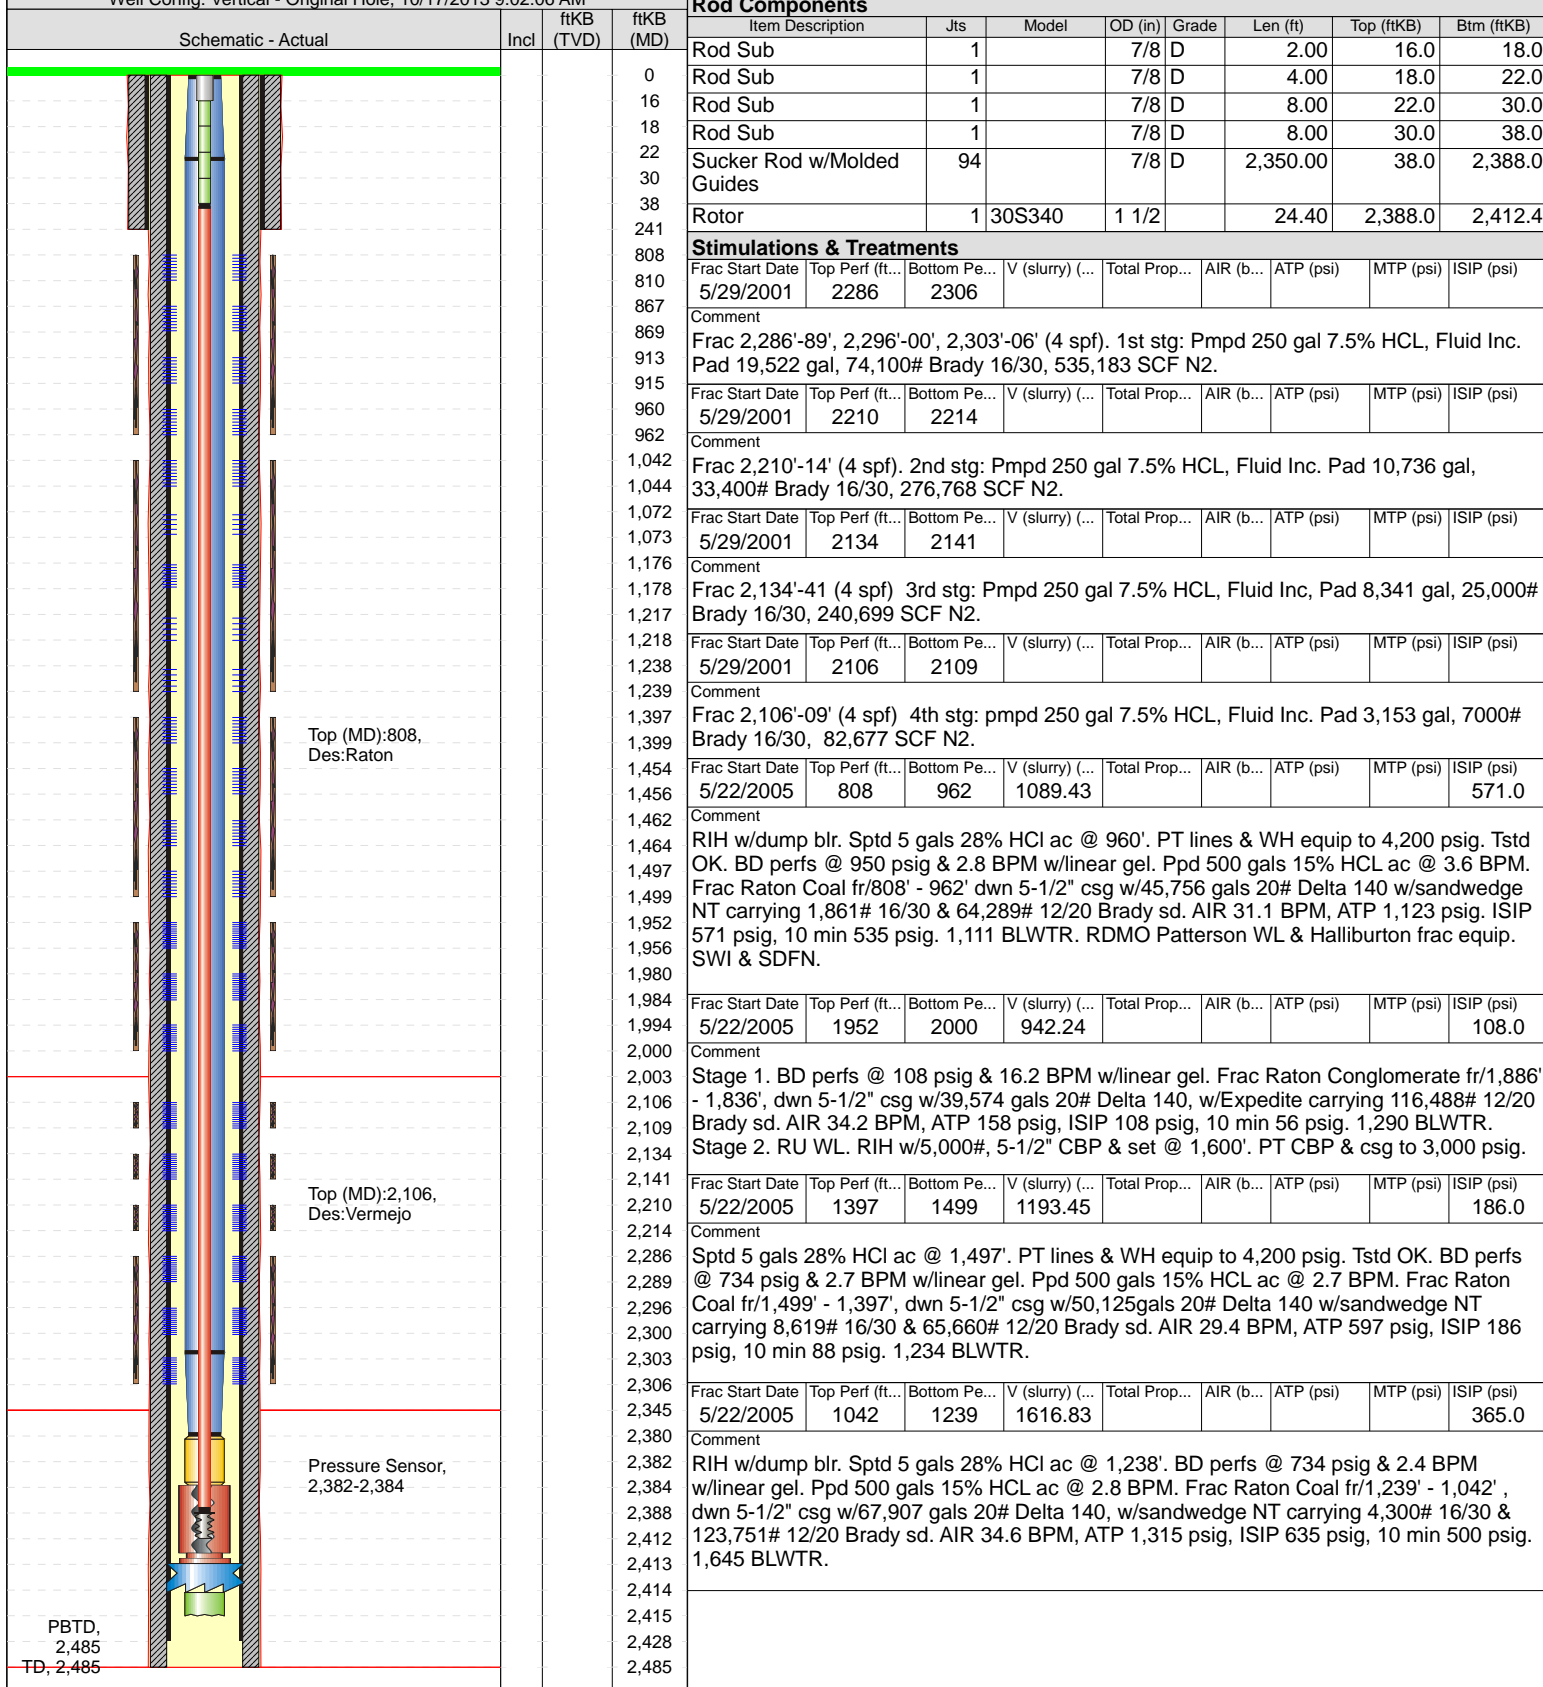 Well Config: Vertical - Original Hole, 10/17/2013 9:02:06 AM
Schematic - Actual
Incl
ftKB
(TVD)
ftKB
(MD)
0
16
18
22
30
38
241
808
810
867
869
913
915
960
962
1,042
1,044
1,072
1,073
1,176
1,178
1,217
1,218
1,238
1,239
1,397
1,399
1,454
1,456
1,462
1,464
1,497
1,499
1,952
1,956
1,980
1,984
1,994
2,000
2,003
2,106
2,109
2,134
2,141
2,210
2,214
2,286
2,289
2,296
2,300
2,303
2,306
2,345
2,380
2,382
2,384
2,388
2,412
2,413
2,414
2,415
2,428
2,485
Top (MD):808,
Des:Raton
Top (MD):2,106,
Des:Vermejo
Pressure Sensor,
2,382-2,384
PBTD,
2,485
TD, 2,485
Rod Components
Item Description Jts Model OD (in) Grade Len (ft) Top (ftKB) Btm (ftKB)
Rod Sub 1 7/8 D 2.00 16.0 18.0
Rod Sub 1 7/8 D 4.00 18.0 22.0
Rod Sub 1 7/8 D 8.00 22.0 30.0
Rod Sub 1 7/8 D 8.00 30.0 38.0
Sucker Rod w/Molded 94 7/8 D 2,350.00 38.0 2,388.0
Guides
Rotor 1 30S340 1 1/2 24.40 2,388.0 2,412.4
Stimulations & Treatments
Frac Start Date Top Perf (ft... Bottom Pe... V (slurry) (... Total Prop... AIR (b... ATP (psi) MTP (psi) ISIP (psi)
5/29/2001 2286 2306
Comment
Frac 2,286'-89', 2,296'-00', 2,303'-06' (4 spf). 1st stg: Pmpd 250 gal 7.5% HCL, Fluid Inc.
Pad 19,522 gal, 74,100# Brady 16/30, 535,183 SCF N2.
Frac Start Date Top Perf (ft... Bottom Pe... V (slurry) (... Total Prop... AIR (b... ATP (psi) MTP (psi) ISIP (psi)
5/29/2001 2210 2214
Comment
Frac 2,210'-14' (4 spf). 2nd stg: Pmpd 250 gal 7.5% HCL, Fluid Inc. Pad 10,736 gal,
33,400# Brady 16/30, 276,768 SCF N2.
Frac Start Date Top Perf (ft... Bottom Pe... V (slurry) (... Total Prop... AIR (b... ATP (psi) MTP (psi) ISIP (psi)
5/29/2001 2134 2141
Comment
Frac 2,134'-41 (4 spf) 3rd stg: Pmpd 250 gal 7.5% HCL, Fluid Inc, Pad 8,341 gal, 25,000#
Brady 16/30, 240,699 SCF N2.
Frac Start Date Top Perf (ft... Bottom Pe... V (slurry) (... Total Prop... AIR (b... ATP (psi) MTP (psi) ISIP (psi)
5/29/2001 2106 2109
Comment
Frac 2,106'-09' (4 spf) 4th stg: pmpd 250 gal 7.5% HCL, Fluid Inc. Pad 3,153 gal, 7000#
Brady 16/30, 82,677 SCF N2.
Frac Start Date Top Perf (ft... Bottom Pe... V (slurry) (... Total Prop... AIR (b... ATP (psi) MTP (psi) ISIP (psi)
5/22/2005 808 962 1089.43 571.0
Comment
RIH w/dump blr. Sptd 5 gals 28% HCl ac @ 960'. PT lines & WH equip to 4,200 psig. Tstd
OK. BD perfs @ 950 psig & 2.8 BPM w/linear gel. Ppd 500 gals 15% HCL ac @ 3.6 BPM.
Frac Raton Coal fr/808' - 962' dwn 5-1/2" csg w/45,756 gals 20# Delta 140 w/sandwedge
NT carrying 1,861# 16/30 & 64,289# 12/20 Brady sd. AIR 31.1 BPM, ATP 1,123 psig. ISIP
571 psig, 10 min 535 psig. 1,111 BLWTR. RDMO Patterson WL & Halliburton frac equip.
SWI & SDFN.
Frac Start Date Top Perf (ft... Bottom Pe... V (slurry) (... Total Prop... AIR (b... ATP (psi) MTP (psi) ISIP (psi)
5/22/2005 1952 2000 942.24 108.0
Comment
Stage 1. BD perfs @ 108 psig & 16.2 BPM w/linear gel. Frac Raton Conglomerate fr/1,886'
- 1,836', dwn 5-1/2" csg w/39,574 gals 20# Delta 140, w/Expedite carrying 116,488# 12/20
Brady sd. AIR 34.2 BPM, ATP 158 psig, ISIP 108 psig, 10 min 56 psig. 1,290 BLWTR.
Stage 2. RU WL. RIH w/5,000#, 5-1/2" CBP & set @ 1,600'. PT CBP & csg to 3,000 psig.
Frac Start Date Top Perf (ft... Bottom Pe... V (slurry) (... Total Prop... AIR (b... ATP (psi) MTP (psi) ISIP (psi)
5/22/2005 1397 1499 1193.45 186.0
Comment
Sptd 5 gals 28% HCl ac @ 1,497'. PT lines & WH equip to 4,200 psig. Tstd OK. BD perfs
@ 734 psig & 2.7 BPM w/linear gel. Ppd 500 gals 15% HCL ac @ 2.7 BPM. Frac Raton
Coal fr/1,499' - 1,397', dwn 5-1/2" csg w/50,125gals 20# Delta 140 w/sandwedge NT
carrying 8,619# 16/30 & 65,660# 12/20 Brady sd. AIR 29.4 BPM, ATP 597 psig, ISIP 186
psig, 10 min 88 psig. 1,234 BLWTR.
Frac Start Date Top Perf (ft... Bottom Pe... V (slurry) (... Total Prop... AIR (b... ATP (psi) MTP (psi) ISIP (psi)
5/22/2005 1042 1239 1616.83 365.0
Comment
RIH w/dump blr. Sptd 5 gals 28% HCl ac @ 1,238'. BD perfs @ 734 psig & 2.4 BPM
w/linear gel. Ppd 500 gals 15% HCL ac @ 2.8 BPM. Frac Raton Coal fr/1,239' - 1,042' ,
dwn 5-1/2" csg w/67,907 gals 20# Delta 140, w/sandwedge NT carrying 4,300# 16/30 &
123,751# 12/20 Brady sd. AIR 34.6 BPM, ATP 1,315 psig, ISIP 635 psig, 10 min 500 psig.
1,645 BLWTR.